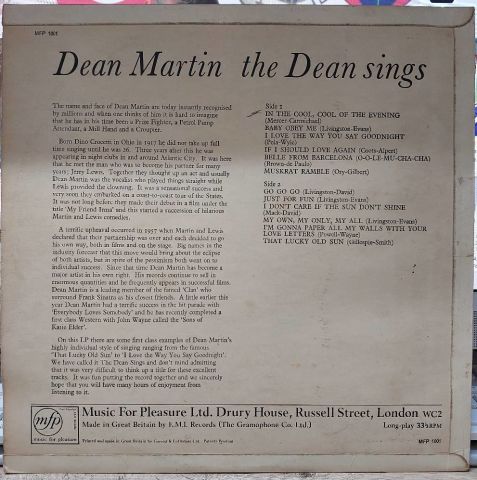 MFP 1001
Dean Martin the Dean sings
The name and face of Dean Martin are today instantly recognised
by millions and when one thinks of him it is hard to imagine
that he has in his time been a Prize Fighter, a Petrol Pump
Attendant, a Mill Hand and a Croupier.
Born Dino Crocetti in Ohio in 1917 he did not take up full
time singing until he was 26. Three years after this he was
appearing in night clubs in and around Atlantic City. It was here
that he met the man who was to become his partner for many
years; Jerry Lewis. Together they thought up an act and usually
Dean Martin was the vocalist who played things straight while
Lewis provided the clowning. It was a sensational success and
very soon they embarked on a coast-to-coast tour of the States.
It was not long before they made their debut in a film under the
title 'My Friend Irma' and this started a succession of hilarious
Martin and Lewis comedies.
A terrific upheaval occurred in 1957 when Martin and Lewis
declared that their partnership was over and each decided to go
his own way, both in films and on the stage. Big names in the
industry forecast that this move would bring about the eclipse
of both artists, but in spite of the pessimism both went on to
individual success. Since that time Dean Martin has become a
major artist in his own right. His records continue to sell in
enormous quantities and he frequently appears in successful films.
Dean Martin is a leading member of the famed 'Clan' who
surround Frank Sinatra as his closest friends. A little earlier this
year Dean Martin had a terrific success in the hit parade with
'Everybody Loves Somebody' and he has recently completed a
first class Western with John Wayne called the 'Sons of
Katie Elder'.
On this LP there are some first class examples of Dean Martin's
highly individual style of singing ranging from the famous
"That Lucky Old Sun' to 'I Love the Way You Say Goodnight'.
We have called it The Dean Sings and don't mind admitting
that it was very difficult to think up a title for these excellent
tracks. It was fun putting the record together and we sincerely
hope that you will have many hours of enjoyment from
listening to it.
Side 1
IN THE COOL, COOL, OF THE EVENING
(Mercer-Carmichael)
BABY OBEY ME (Livingston-Evans)
I LOVE THE WAY YOU SAY GOODNIGHT
(Pola-Wyle)
IF I SHOULD LOVE AGAIN (Coots-Alpert)
BELLE FROM BARCELONA (O-O-LE-MU-CHA-CHA)
(Brown-de Paulo)
MUSKRAT RAMBLE (Ory-Gilbert)
Side 2
GO GO GO (Livingston-David)
JUST FOR FUN (Livingston-Evans)
I DON'T CARE IF THE SUN DON'T SHINE
(Mack-David)
MY OWN, MY ONLY, MY ALL (Livingston-Evans)
I'M GONNA PAPER ALL MY WALLS WITH YOUR
LOVE LETTERS (Powell-Wayne)
THAT LUCKY OLD SUN (Gillespie-Smith)
mfp
music for pleasure
Music For Pleasure Ltd. Drury House, Russell Street, London WC2
Made in Great Britain by E.M.I. Records (The Gramophone Co. Ltd.)
Long-play 33⅓ RPM
Printed and made in Great Britain
MFP 1001